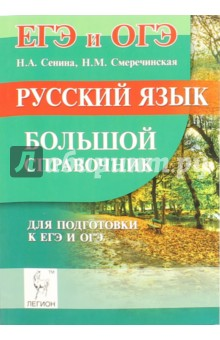 ЕГЭ и ОГЭ
Н.А. Сенина, Н.М. Смеречинская
РУССКИЙ ЯЗЫК
БОЛЬШОЙ
СПРАВОЧНИК
ДЛЯ ПОДГОТОВКИ
К ЕГЭ И ОГЭ
ЛЕГИОН